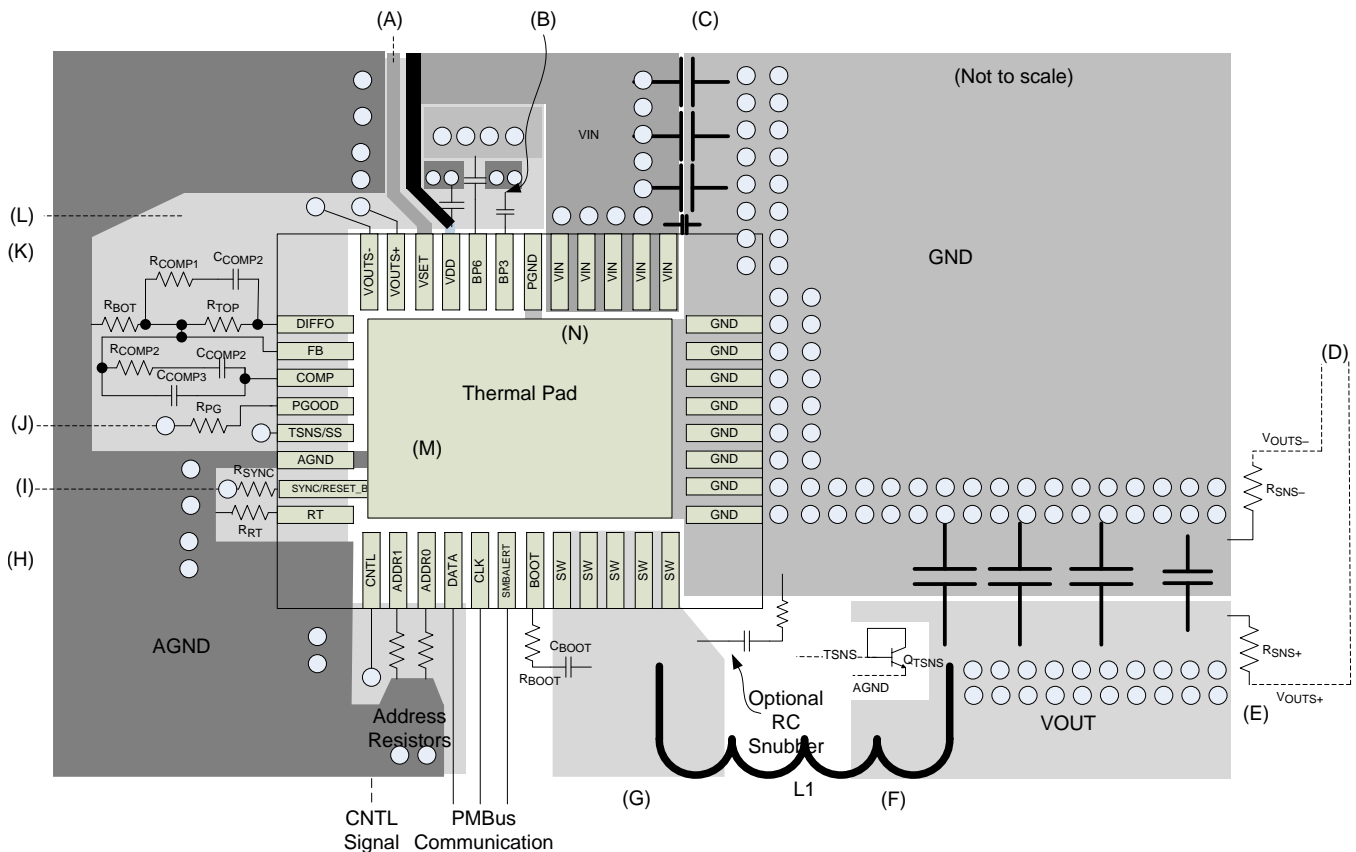 (A)
(B)
(C)
(Not to scale)
VIN
(L)
(K)
GND
VOUTS-
VOUTS+
VSET
VDD
BP6
BP3
PGND
VIN
VIN
VIN
VIN
VIN
RCOMP1
CCOMP2
RBOT
RTOP
DIFFO
FB
RCOMP2
CCOMP2
COMP
CCOMP3
PGOOD
RPG
(J)
TSNS/SS
AGND
RSYNC
(I)
SYNC/RESET_B
RT
RRT
(N)
Thermal Pad
(M)
GND
GND
GND
GND
GND
GND
GND
GND
(D)
VOUTS–
RSNS–
(H)
CNTL
ADDR1
ADDR0
DATA
CLK
SMBALERT
BOOT
SW
SW
SW
SW
SW
AGND
CBOOT
RBOOT
TSNS
QTSNS
AGND
RSNS+
VOUTS+
(E)
Optional
RC
Snubber
Address
Resistors
VOUT
L1
(G)
(F)
CNTL
Signal
PMBus
Communication